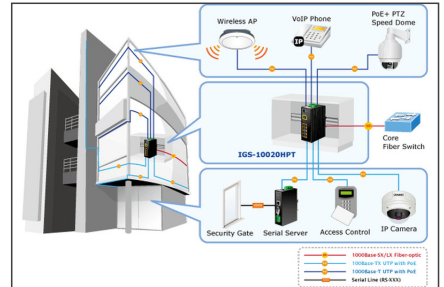 Wireless AP
VoIP Phone
PoE+ PTZ
Speed Dome
IP
IGS-10020HPT
Core
Fiber Switch
Security Gate
Serial Server
Access Control
IP Camera
1000Base-SX/LX Fiber-optic
100Base-TX UTP with PoE
1000Base-T UTP with PoE
Serial Line (RS-XXX)